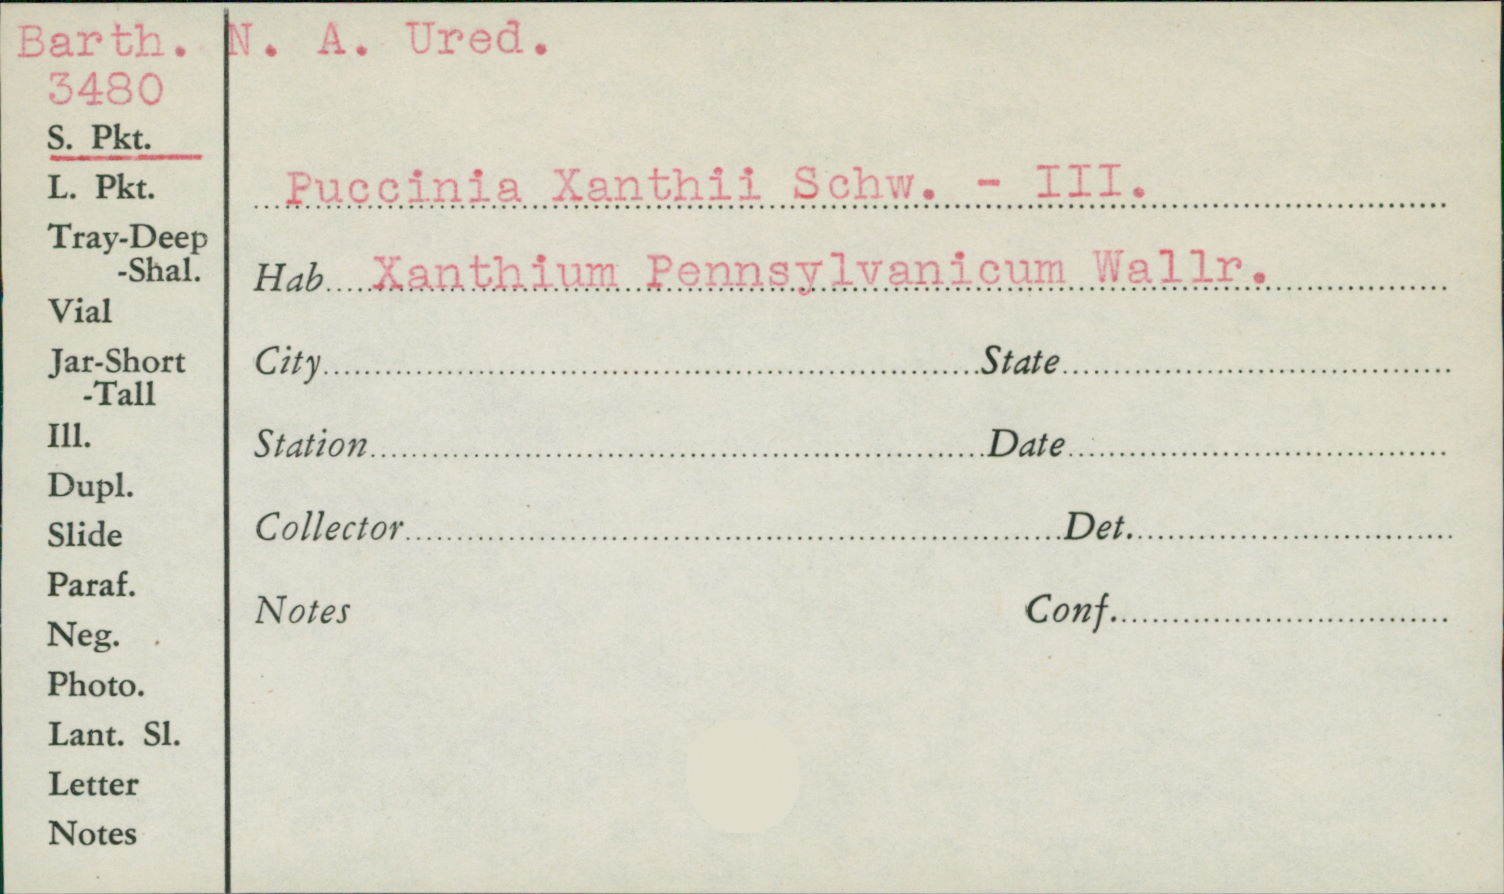 Barth. N. A. Ured.
3480
S. Pkt.
L. Pkt.
Tray-Deep
-Shal.
Vial
Jar-Short
-Tall
Ill.
Dupl.
Slide
Paraf.
Neg.
Photo.
Lant. Sl.
Letter
Notes
Puccinia Xanthii Schw. - III.
Hab. Xanthium Pennsylvanicum Wallr.
City State
Station Date
Collector Det.
Notes Conf.